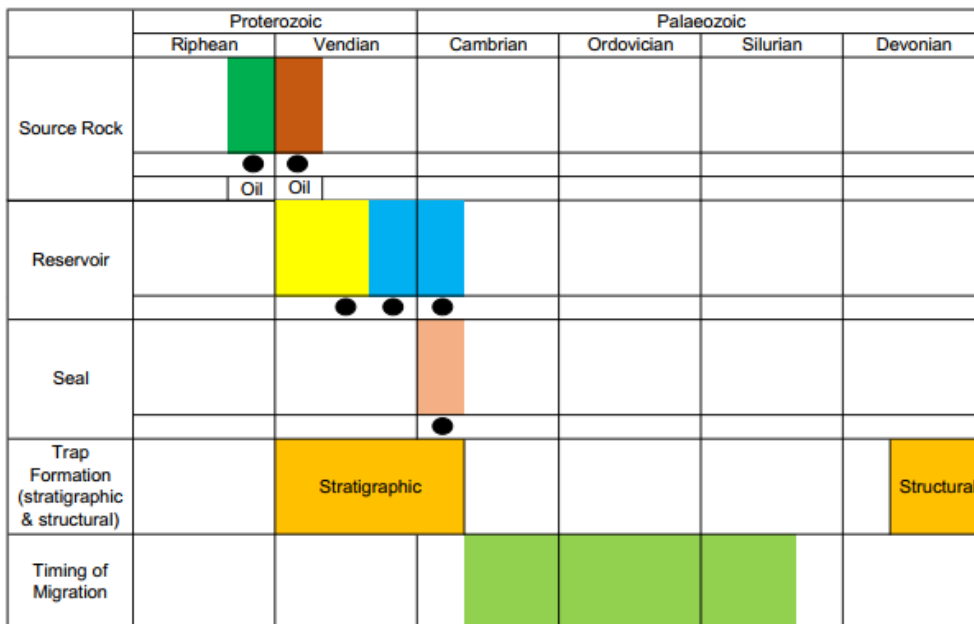 Proterozoic Palaeozoic
Riphean Vendian Cambrian Ordovician Silurian Devonian
Source Rock
Oil Oil
Reservoir
Seal
Trap
Formation
(stratigraphic
& structural)
Stratigraphic Structural
Timing of
Migration